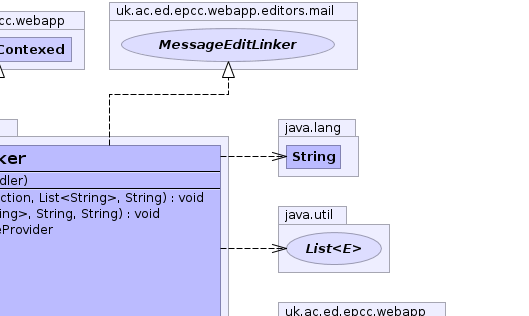 cc.webapp
Contexed
uk.ac.ed.epcc.webapp.editors.mail
MessageEditLinker
java.lang
String
ker
dler)
ction, List<String>, String) : void
ing>, String, String) : void
eProvider
java.util
List<E>
uk.ac.ed.epcc.webapp